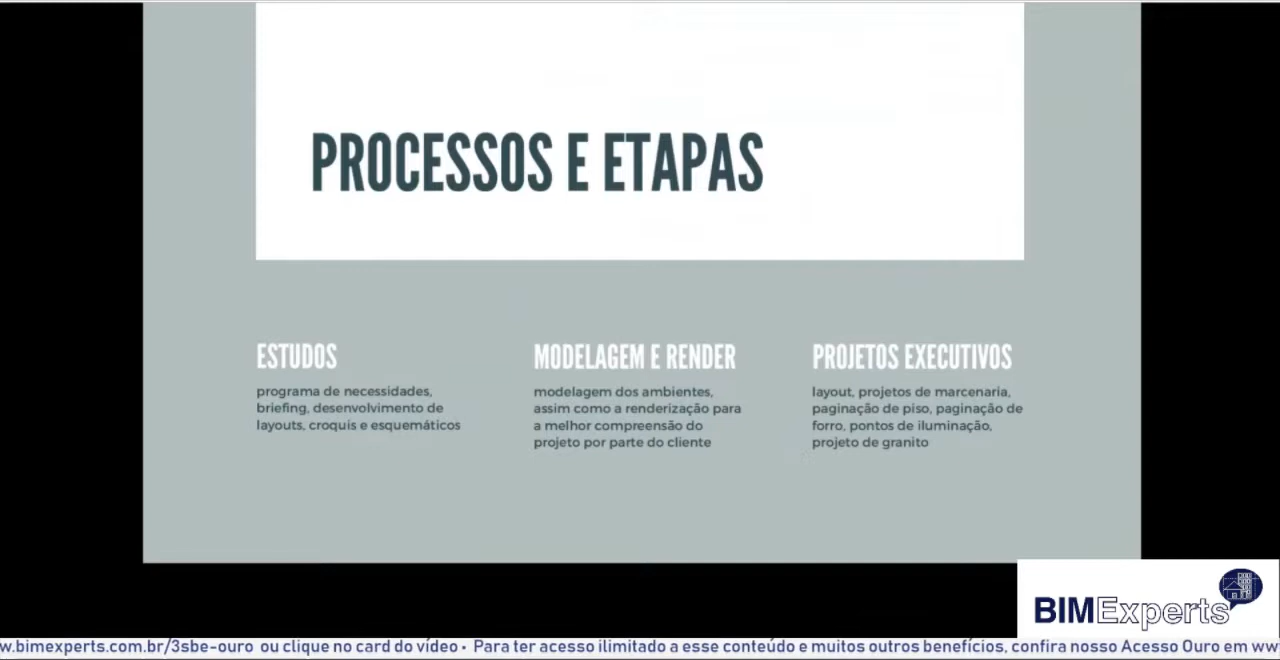 PROCESSOS E ETAPAS
ESTUDOS
programa de necessidades,
briefing, desenvolvimento de
layouts, croquis e esquemáticos
MODELAGEM E RENDER
modelagem dos ambientes,
assim como a renderização para
a melhor compreensão do
projeto por parte do cliente
PROJETOS EXECUTIVOS
layout, projetos de marcenaria,
paginação de piso, paginação de
forro, pontos de iluminação,
projeto de granito
BIMExperts
w.bimexperts.com.br/3sbe-ouro ou clique no card do vídeo • Para ter acesso ilimitado a esse conteúdo e muitos outros benefícios, confira nosso Acesso Ouro em ww